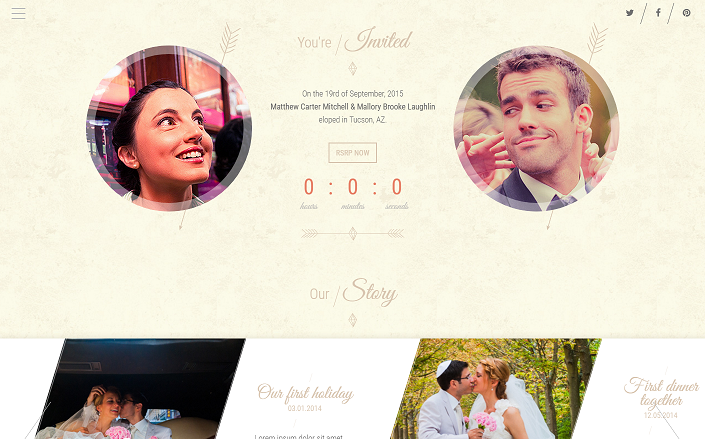 You're / Invited
On the 19rd of September, 2015
Matthew Carter Mitchell & Mallory Brooke Laughlin
eloped in Tucson, AZ.
RSRP NOW
0 : 0 : 0
hours minutes seconds
Our / Story
Our first holiday
03.01.2014
Lorem ipsum dolor sit amet,
First dinner
together
12.03.2014